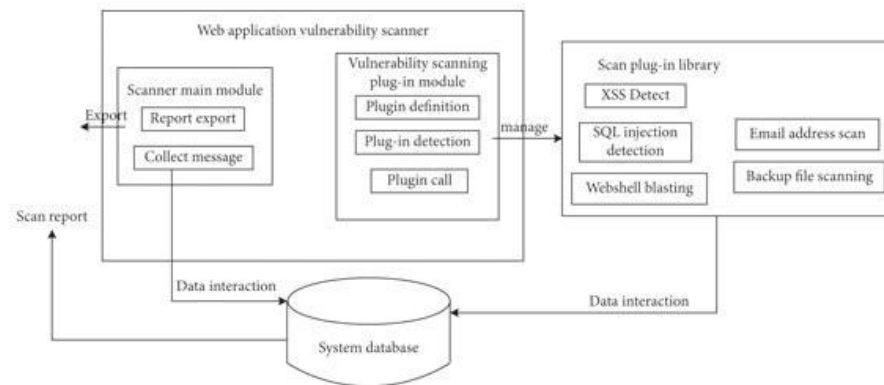 Web application vulnerability scanner
Scanner main module
Report export
Collect message
Export
Vulnerability scanning
plug-in module
Plugin definition
Plug-in detection
Plugin call
manage
Scan plug-in library
XSS Detect
SQL injection
detection
Webshell blasting
Email address scan
Backup file scanning
Scan report
Data interaction
Data interaction
System database